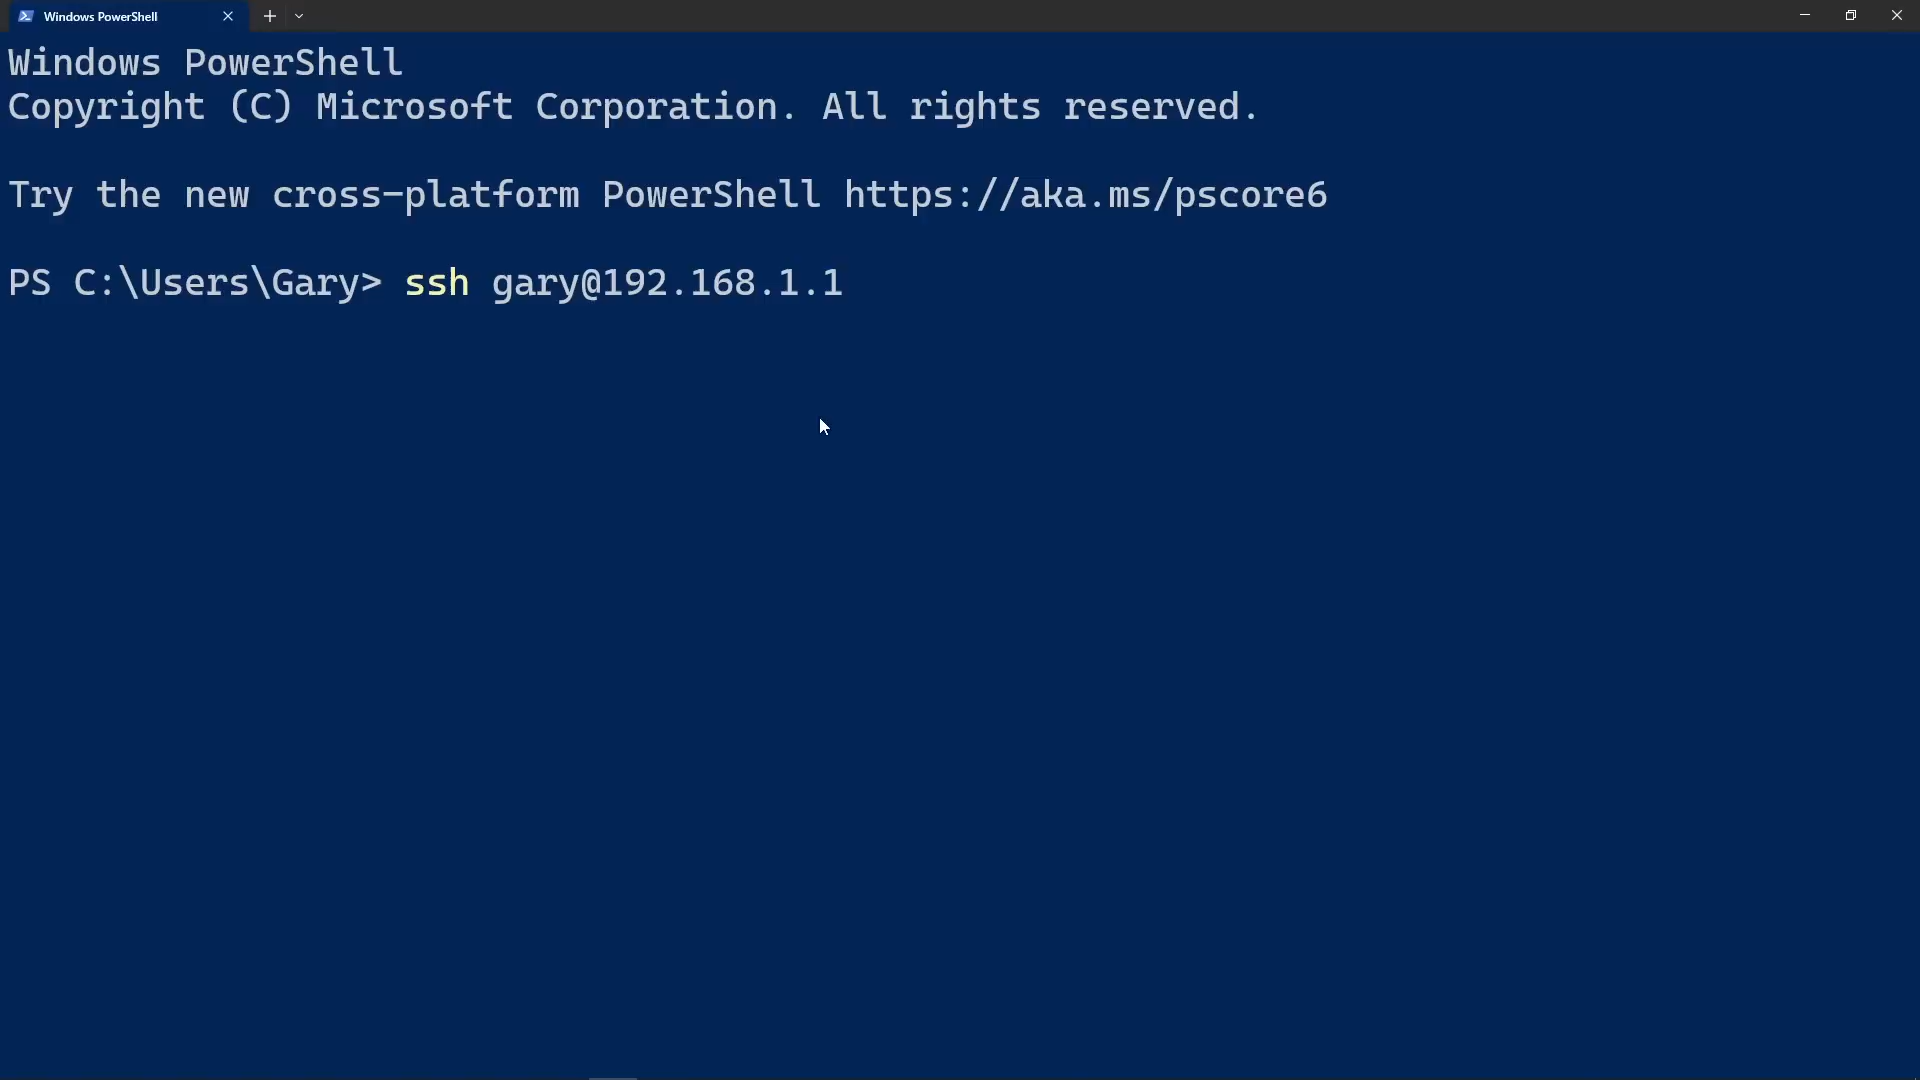 Windows PowerShell
Windows PowerShell
Copyright (C) Microsoft Corporation. All rights reserved.
Try the new cross-platform PowerShell https://aka.ms/pscore6
PS C:\Users\Gary> ssh gary@192.168.1.1